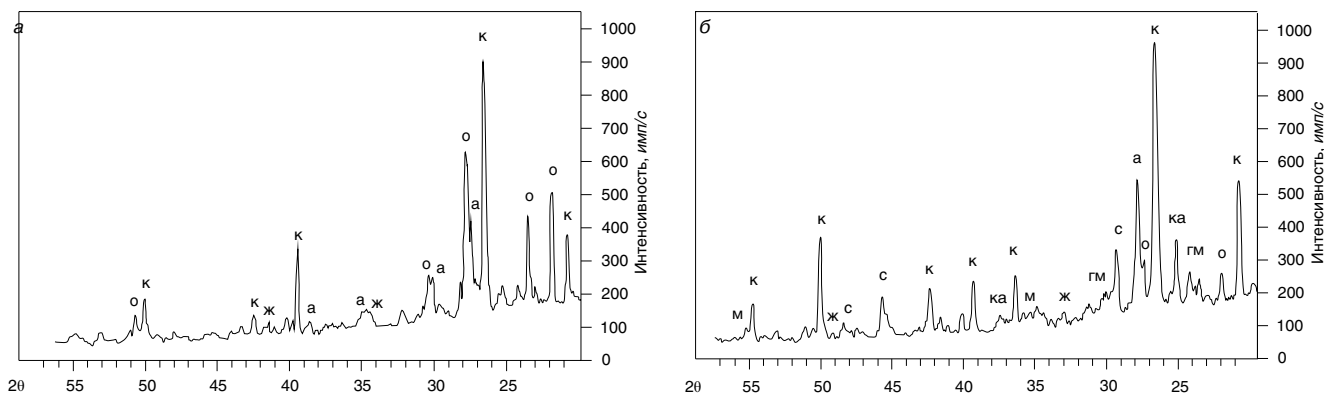 а
к
о
а
о
о
к
о
а
к
ж
к
а
а
ж
о
к
1000
900
800
700
600
500
400
300
200
100
0
Интенсивность, имп/с
2θ 55 50 45 40 35 30 25
б
к
а
к
с
о
ка
гм
о
гм
к
ка
м
ж
к
к
с
с
ж
к
к
м
1000
900
800
700
600
500
400
300
200
100
0
Интенсивность, имп/с
2θ 55 50 45 40 35 30 25